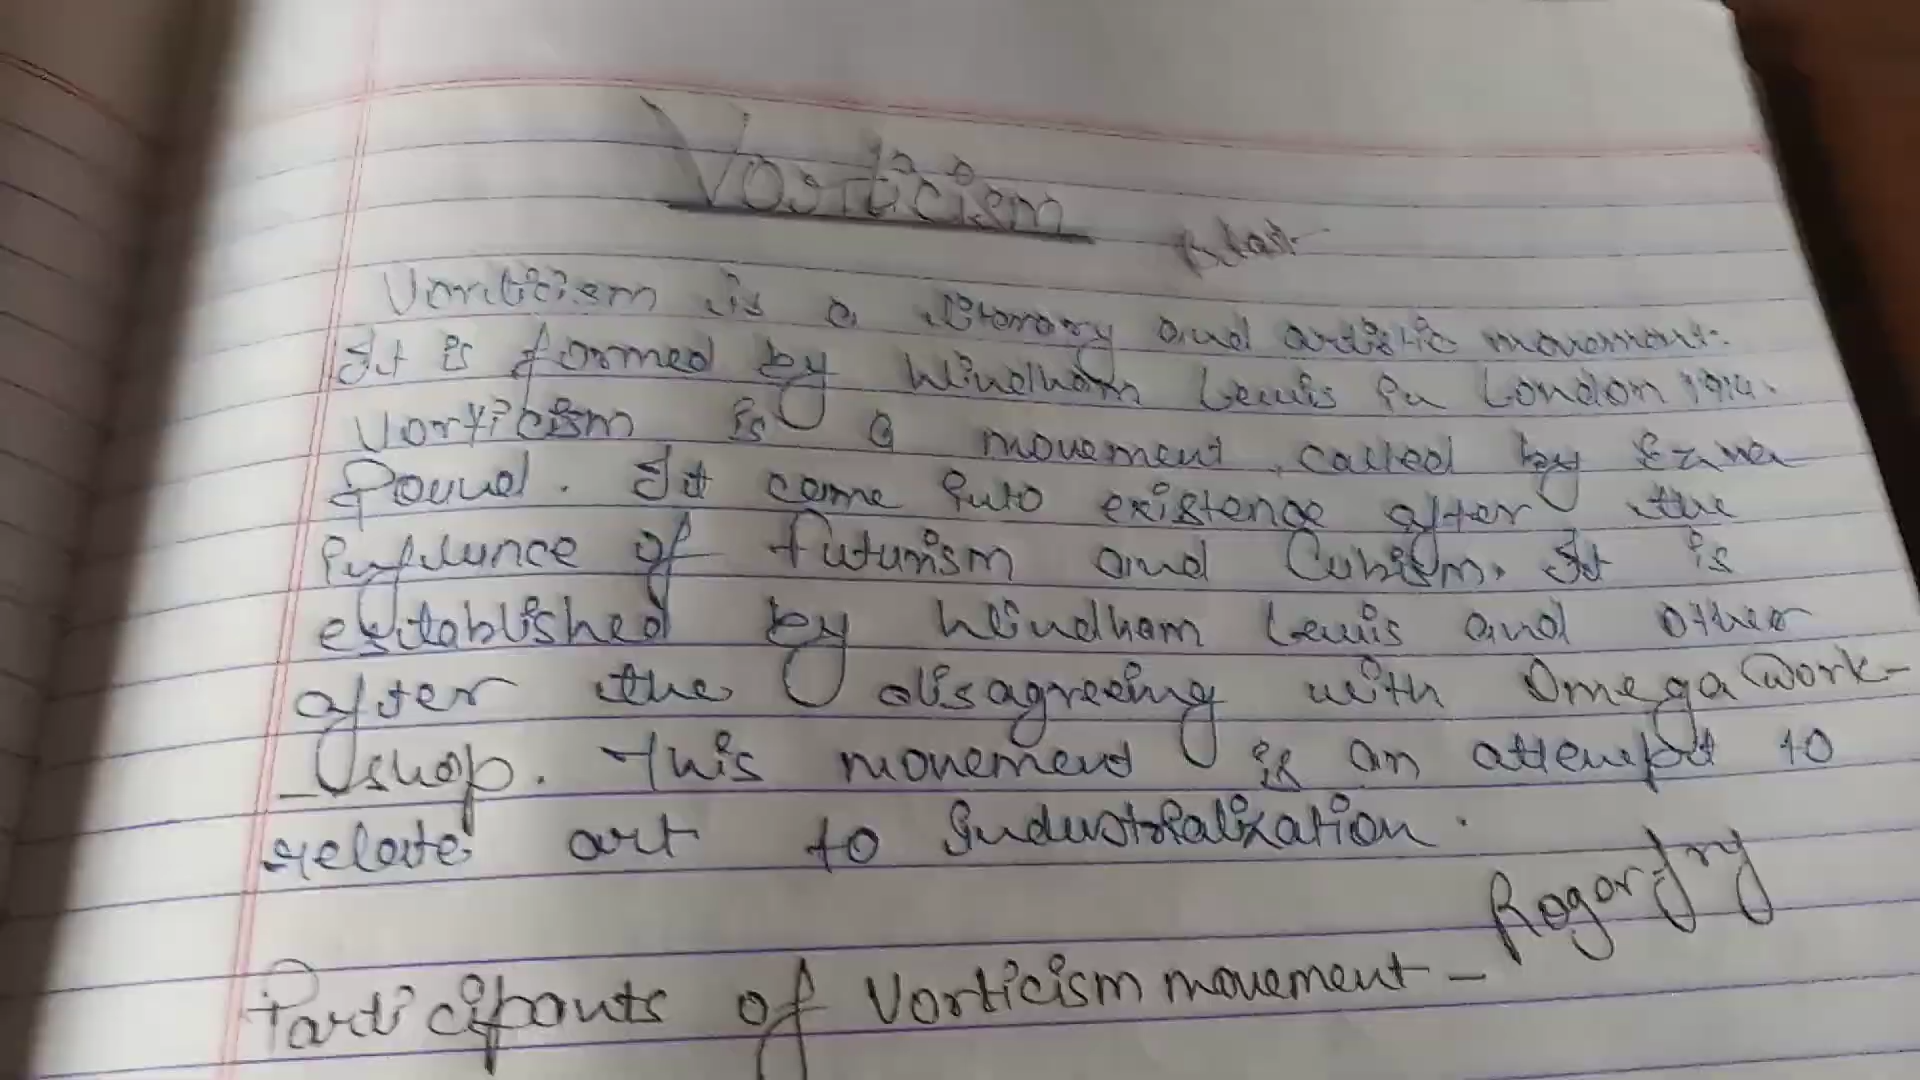 Vorticism
Blast
Vorticism is a literary and artistic movement.
It is formed by Windham Lewis in London 1914.
Vorticism is a movement, called by Ezra
Pound. It came into existence after the
influence of futurism and Cubism. It is
established by Windham Lewis and other
after the disagreeing with Omega Work-
-shop. This movement is an attempt to
relate art to Industrialization.
Rogar fry
Participants of Vorticism movement -